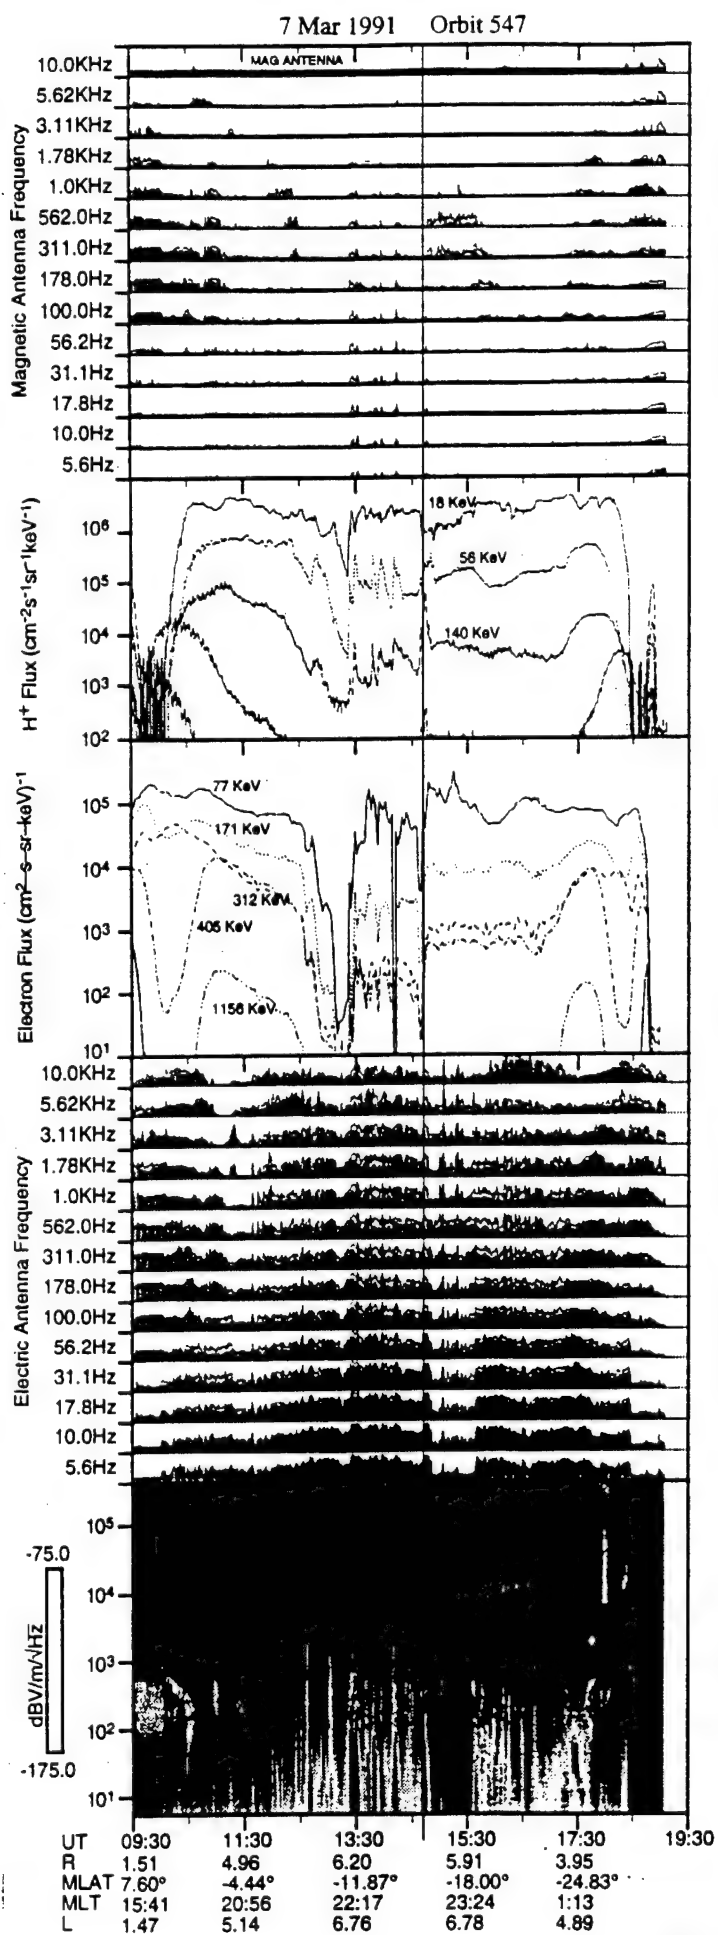 7 Mar 1991 Orbit 547
MAG ANTENNA
Magnetic Antenna Frequency
10.0KHz
5.62KHz
3.11KHz
1.78KHz
1.0KHz
562.0Hz
311.0Hz
178.0Hz
100.0Hz
56.2Hz
31.1Hz
17.8Hz
10.0Hz
5.6Hz
H⁺ Flux (cm⁻²s⁻¹sr⁻¹keV⁻¹)
10⁶
10⁵
10⁴
10³
10²
18 KeV
56 KeV
140 KeV
Electron Flux (cm²–s–sr–keV)⁻¹
10⁵
10⁴
10³
10²
10¹
77 KeV
171 KeV
312 KeV
405 KeV
1156 KeV
Electric Antenna Frequency
10.0KHz
5.62KHz
3.11KHz
1.78KHz
1.0KHz
562.0Hz
311.0Hz
178.0Hz
100.0Hz
56.2Hz
31.1Hz
17.8Hz
10.0Hz
5.6Hz
-75.0
dBV/m/√Hz
-175.0
10⁵
10⁴
10³
10²
10¹
UT 09:30 11:30 13:30 15:30 17:30 19:30
R 1.51 4.96 6.20 5.91 3.95
MLAT 7.60° -4.44° -11.87° -18.00° -24.83°
MLT 15:41 20:56 22:17 23:24 1:13
L 1.47 5.14 6.76 6.78 4.89